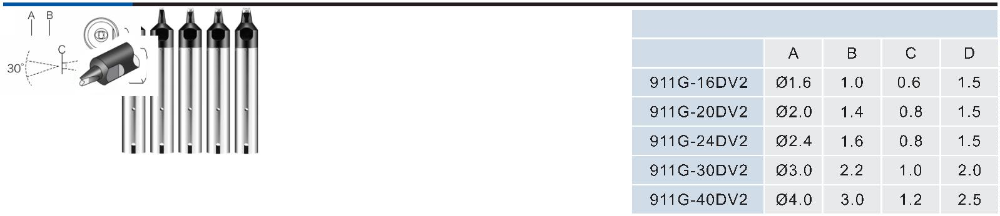 A B
C
30°
A B C D
911G-16DV2 Ø1.6 1.0 0.6 1.5
911G-20DV2 Ø2.0 1.4 0.8 1.5
911G-24DV2 Ø2.4 1.6 0.8 1.5
911G-30DV2 Ø3.0 2.2 1.0 2.0
911G-40DV2 Ø4.0 3.0 1.2 2.5